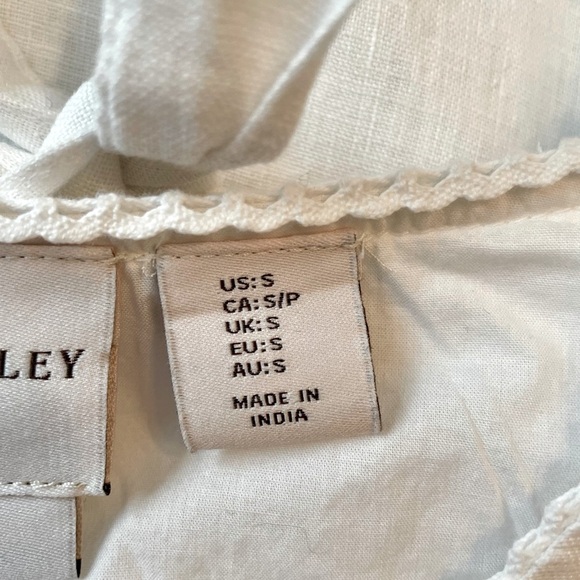 LEY
US: S
CA: S/P
UK: S
EU: S
AU: S
MADE IN
INDIA